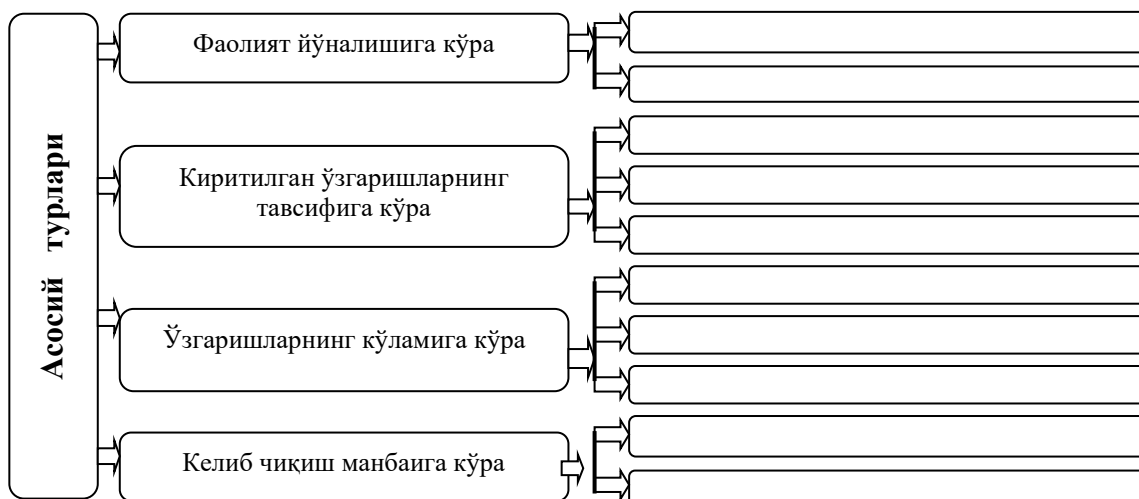 Асосий турлари
Фаолият йўналишига кўра
Киритилган ўзгаришларнинг
тавсифига кўра
Ўзгаришларнинг кўламига кўра
Келиб чиқиш манбаига кўра